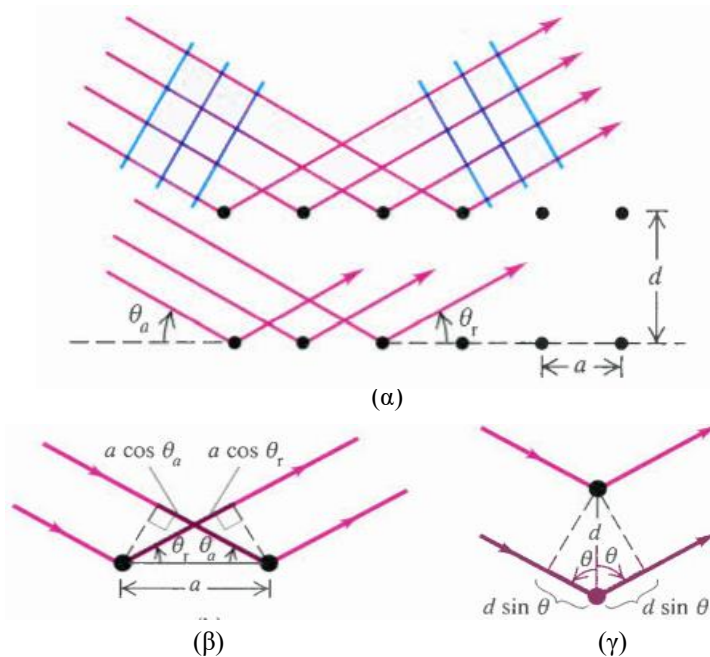 d
θₐ
θᵣ
a
(α)
a cos θₐ a cos θᵣ
θᵣ θₐ
a
(β)
d
θ θ
d sin θ d sin θ
(γ)